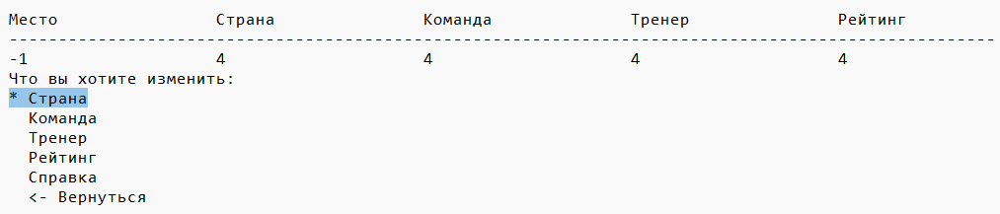 Место Страна Команда Тренер Рейтинг
----------------------------------------------------------------------------------------------------
-1 4 4 4 4
Что вы хотите изменить:
* Страна
Команда
Тренер
Рейтинг
Справка
<- Вернуться